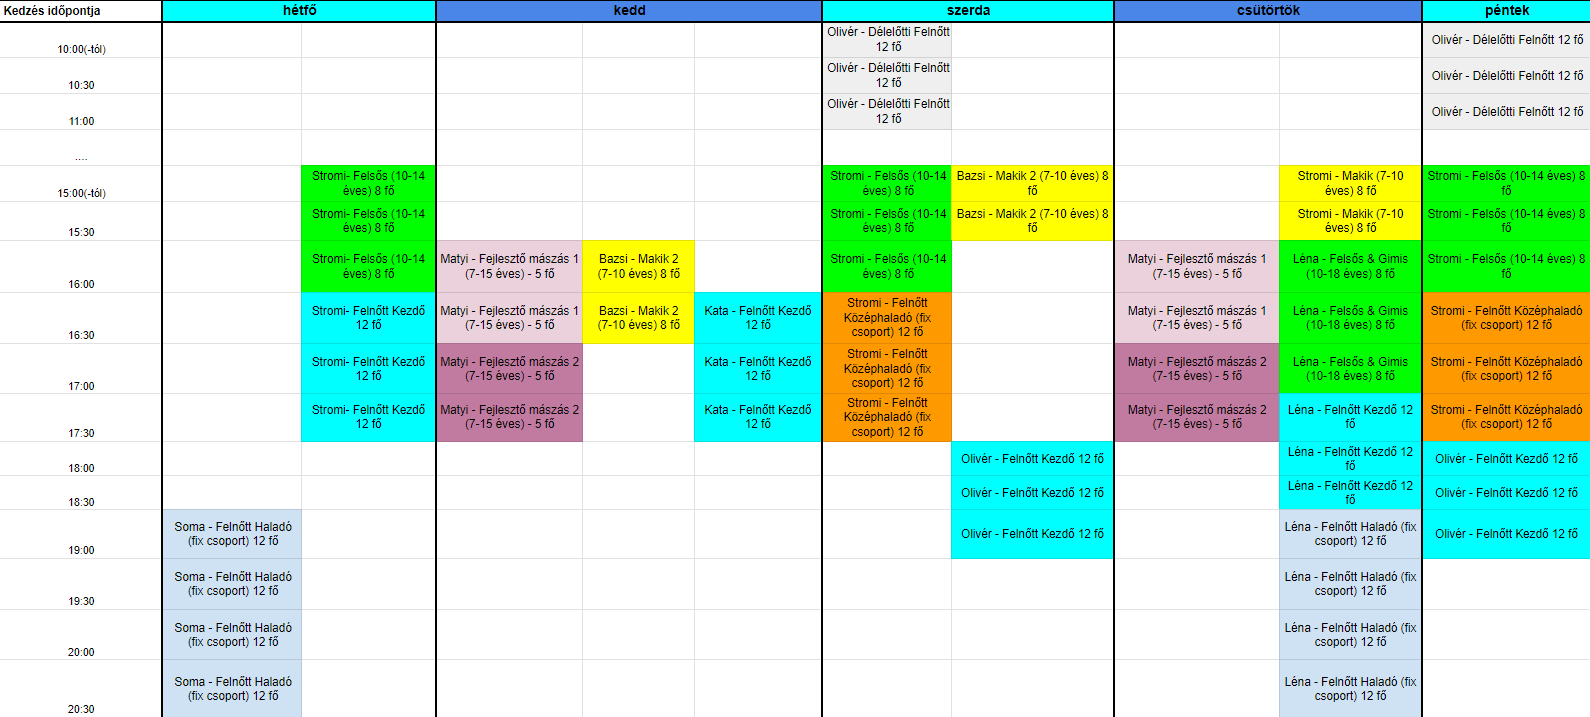 Kedzés időpontja
hétfő
kedd
szerda
csütörtök
péntek
10:00(-tól)
Olivér - Délelőtti Felnőtt
12 fő
Olivér - Délelőtti Felnőtt 12 fő
10:30
Olivér - Délelőtti Felnőtt
12 fő
Olivér - Délelőtti Felnőtt 12 fő
11:00
Olivér - Délelőtti Felnőtt
12 fő
Olivér - Délelőtti Felnőtt 12 fő
....
15:00(-tól)
Stromi- Felsős (10-14
éves) 8 fő
Stromi - Felsős (10-14
éves) 8 fő
Bazsi - Makik 2 (7-10 éves) 8
fő
Stromi - Makik (7-10
éves) 8 fő
Stromi - Felsős (10-14 éves) 8
fő
15:30
Stromi- Felsős (10-14
éves) 8 fő
Stromi - Felsős (10-14
éves) 8 fő
Bazsi - Makik 2 (7-10 éves) 8
fő
Stromi - Makik (7-10
éves) 8 fő
Stromi - Felsős (10-14 éves) 8
fő
16:00
Stromi- Felsős (10-14
éves) 8 fő
Matyi - Fejlesztő mászás 1
(7-15 éves) - 5 fő
Bazsi - Makik 2
(7-10 éves) 8 fő
Stromi - Felsős (10-14
éves) 8 fő
Matyi - Fejlesztő mászás 1
(7-15 éves) - 5 fő
Léna - Felsős & Gimis
(10-18 éves) 8 fő
Stromi - Felsős (10-14 éves) 8
fő
16:30
Stromi- Felnőtt Kezdő
12 fő
Matyi - Fejlesztő mászás 1
(7-15 éves) - 5 fő
Bazsi - Makik 2
(7-10 éves) 8 fő
Kata - Felnőtt Kezdő
12 fő
Stromi - Felnőtt
Középhaladó (fix
csoport) 12 fő
Matyi - Fejlesztő mászás 1
(7-15 éves) - 5 fő
Léna - Felsős & Gimis
(10-18 éves) 8 fő
Stromi - Felnőtt Középhaladó
(fix csoport) 12 fő
17:00
Stromi- Felnőtt Kezdő
12 fő
Matyi - Fejlesztő mászás 2
(7-15 éves) - 5 fő
Kata - Felnőtt Kezdő
12 fő
Stromi - Felnőtt
Középhaladó (fix
csoport) 12 fő
Matyi - Fejlesztő mászás 2
(7-15 éves) - 5 fő
Léna - Felsős & Gimis
(10-18 éves) 8 fő
Stromi - Felnőtt Középhaladó
(fix csoport) 12 fő
17:30
Stromi- Felnőtt Kezdő
12 fő
Matyi - Fejlesztő mászás 2
(7-15 éves) - 5 fő
Kata - Felnőtt Kezdő
12 fő
Stromi - Felnőtt
Középhaladó (fix
csoport) 12 fő
Matyi - Fejlesztő mászás 2
(7-15 éves) - 5 fő
Léna - Felnőtt Kezdő 12
fő
Stromi - Felnőtt Középhaladó
(fix csoport) 12 fő
18:00
Olivér - Felnőtt Kezdő 12 fő
Léna - Felnőtt Kezdő 12
fő
Olivér - Felnőtt Kezdő 12 fő
18:30
Olivér - Felnőtt Kezdő 12 fő
Léna - Felnőtt Kezdő 12
fő
Olivér - Felnőtt Kezdő 12 fő
19:00
Soma - Felnőtt Haladó
(fix csoport) 12 fő
Olivér - Felnőtt Kezdő 12 fő
Léna - Felnőtt Haladó (fix
csoport) 12 fő
Olivér - Felnőtt Kezdő 12 fő
19:30
Soma - Felnőtt Haladó
(fix csoport) 12 fő
Léna - Felnőtt Haladó (fix
csoport) 12 fő
20:00
Soma - Felnőtt Haladó
(fix csoport) 12 fő
Léna - Felnőtt Haladó (fix
csoport) 12 fő
20:30
Soma - Felnőtt Haladó
(fix csoport) 12 fő
Léna - Felnőtt Haladó (fix
csoport) 12 fő